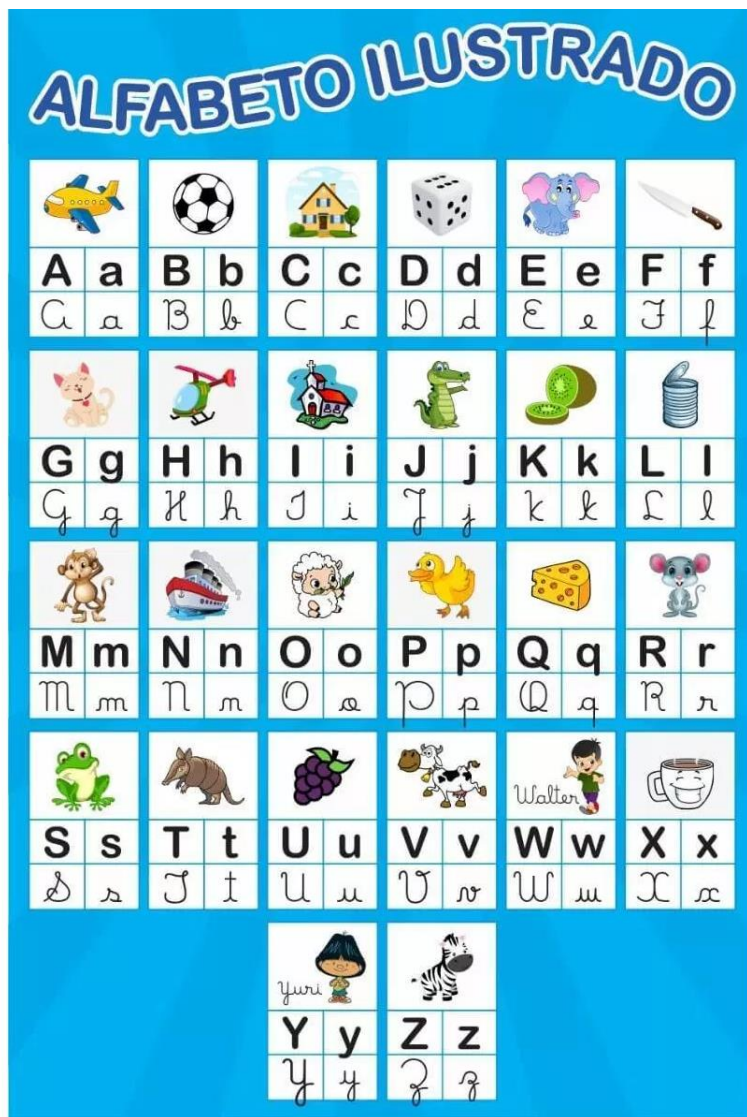 ALFABETO ILUSTRADO
A a B b C c D d E e F f
A a B b C c D d E e F f
G g H h I i J j K k L l
G g H h I i J j K k L l
M m N n O o P p Q q R r
M m N n O o P p Q q R r
Walter
S s T t U u V v W w X x
S s T t U u V v W w X x
Yuri
Y y Z z
Y y Z z